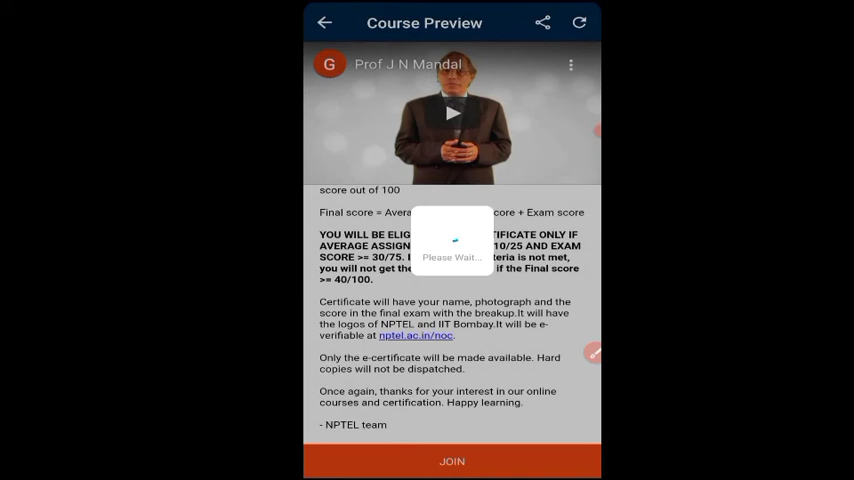 Course Preview
G Prof J N Mandal
score out of 100
Final score = Avera core + Exam score
YOU WILL BE ELIG TIFICATE ONLY IF
AVERAGE ASSIGN 10/25 AND EXAM
SCORE >= 30/75. I teria is not met,
you will not get the if the Final score
>= 40/100.
Certificate will have your name, photograph and the
score in the final exam with the breakup.It will have
the logos of NPTEL and IIT Bombay.It will be e-
verifiable at nptel.ac.in/noc.
Please Wait...
Only the e-certificate will be made available. Hard
copies will not be dispatched.
Once again, thanks for your interest in our online
courses and certification. Happy learning.
- NPTEL team
JOIN